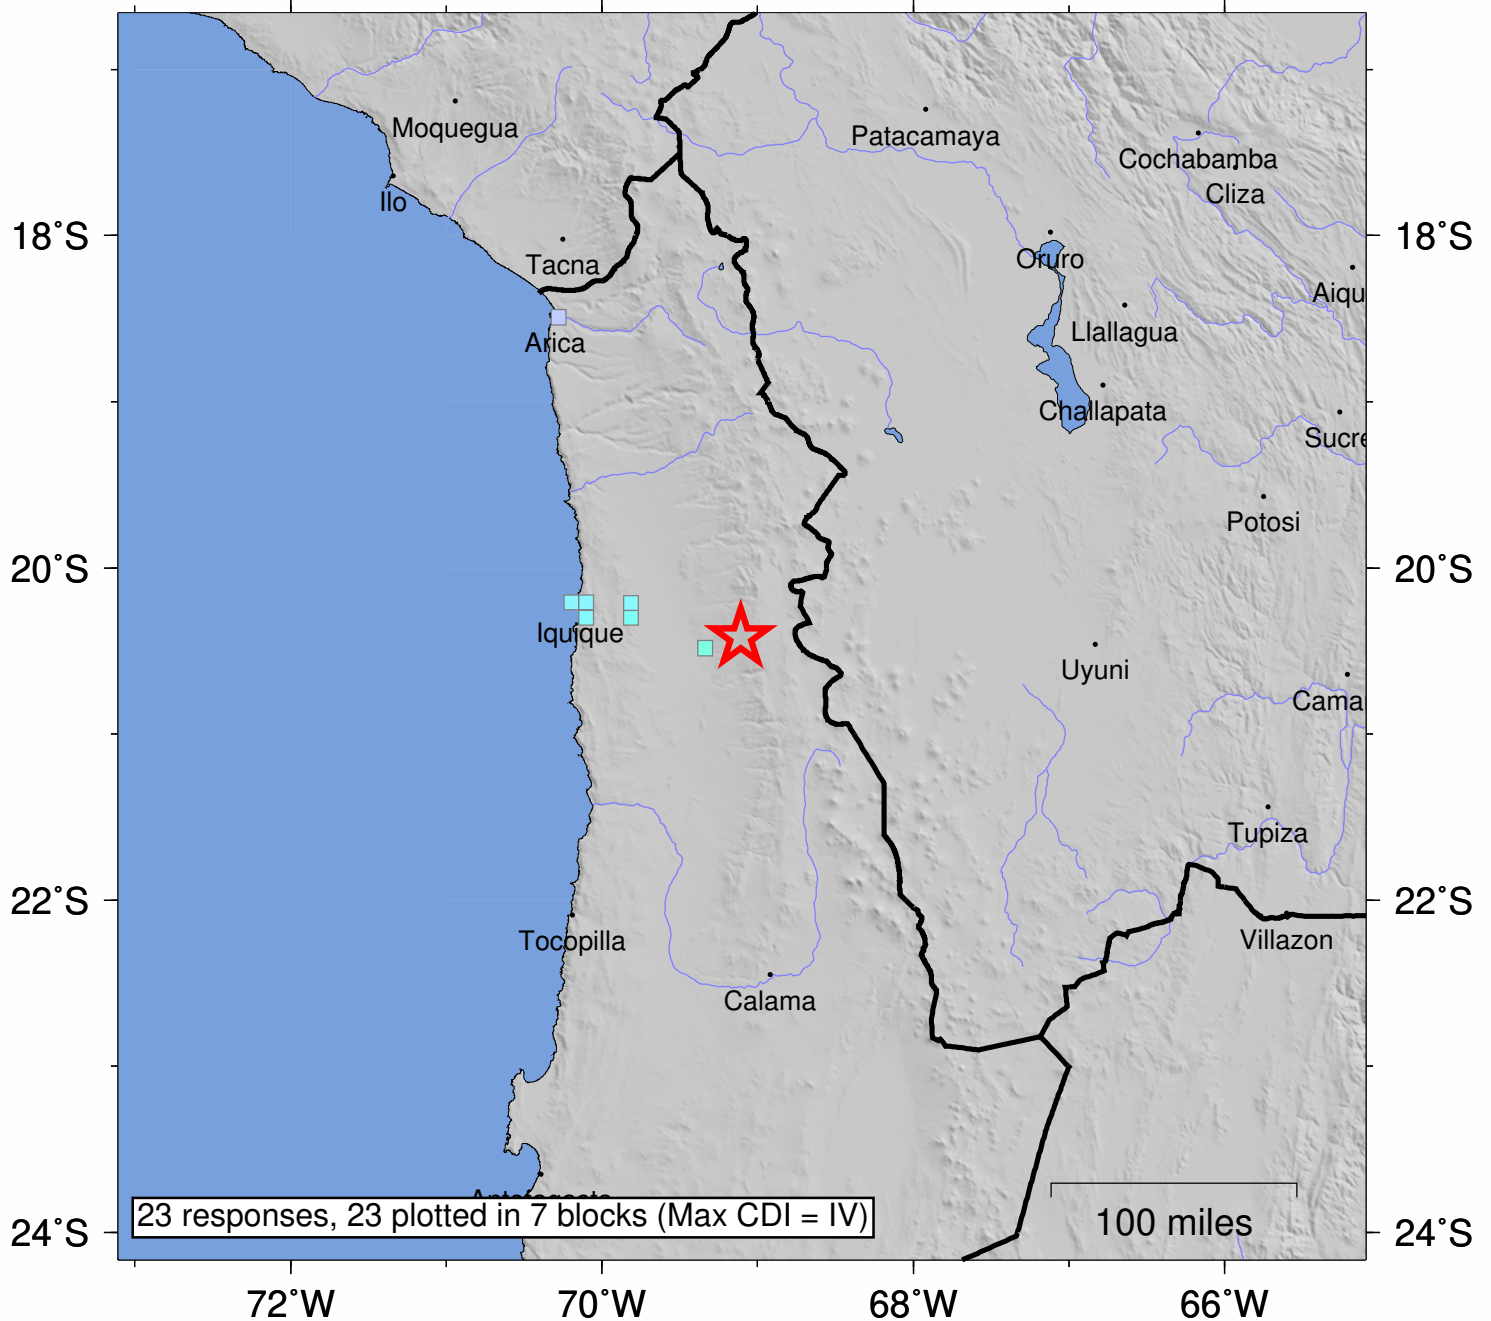 Moquegua
Patacamaya
Cochabamba
Cliza
Ilo
18°S
18°S
Tacna
Oruro
Aiqu
Arica
Llallagua
Challapata
Sucre
Potosi
20°S
20°S
Iquique
Uyuni
Cama
Tupiza
22°S
22°S
Tocopilla
Villazon
Calama
23 responses, 23 plotted in 7 blocks (Max CDI = IV)
100 miles
24°S
24°S
72°W
70°W
68°W
66°W